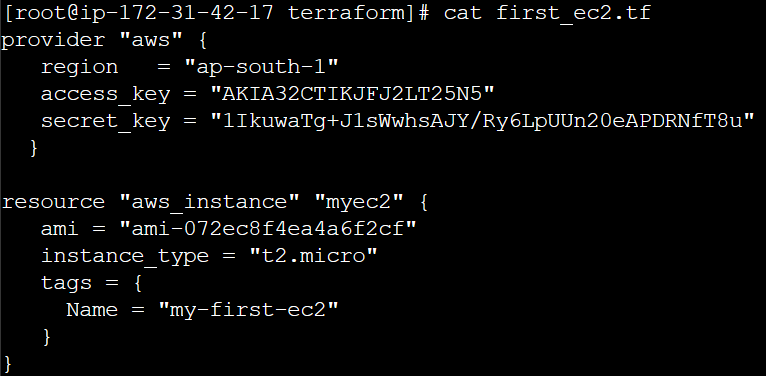 [root@ip-172-31-42-17 terraform]# cat first_ec2.tf
provider "aws" {
   region   = "ap-south-1"
   access_key = "AKIA32CTIKJFJ2LT25N5"
   secret_key = "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"
  }

resource "aws_instance" "myec2" {
   ami = "ami-072ec8f4ea4a6f2cf"
   instance_type = "t2.micro"
   tags = {
     Name = "my-first-ec2"
   }
}